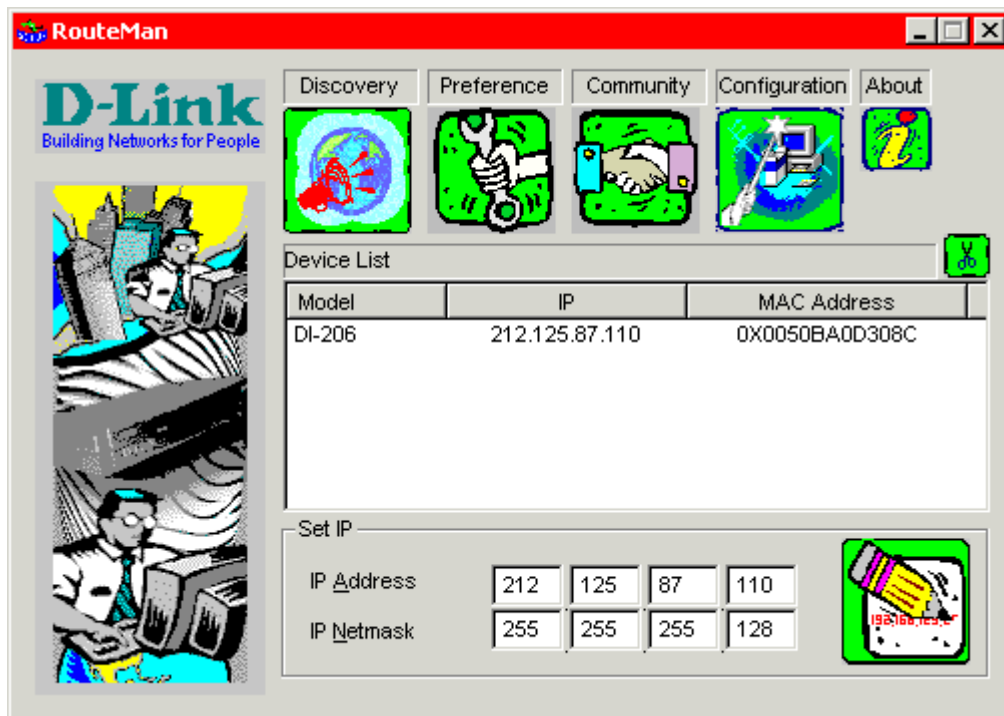 RouteMan
D-Link
Building Networks for People
Discovery Preference Community Configuration About
Device List
Model IP MAC Address
DI-206 212.125.87.110 0X0050BA0D308C
Set IP
IP Address 212 125 87 110
IP Netmask 255 255 255 128